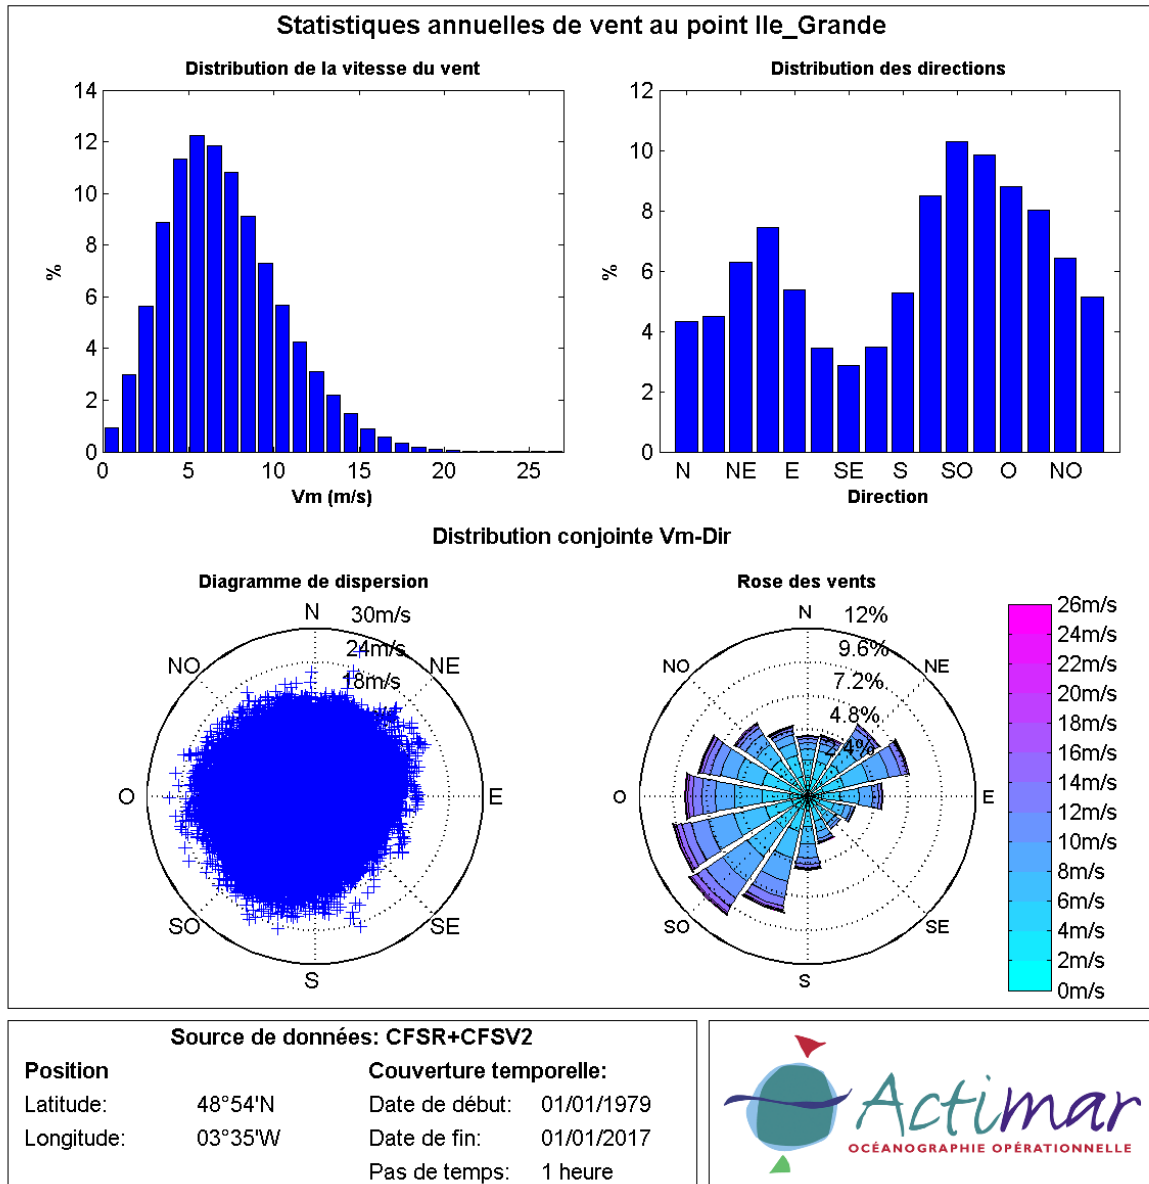 Statistiques annuelles de vent au point Ile_Grande
Distribution de la vitesse du vent
14
12
10
8
6
4
2
0
%
0 5 10 15 20 25
Vm (m/s)
Distribution des directions
12
10
8
6
4
2
0
%
N NE E SE S SO O NO
Direction
Distribution conjointe Vm-Dir
Diagramme de dispersion
N
30m/s
24m/s
18m/s
NO
NE
O
E
SO
SE
S
Rose des vents
N
12%
9.6%
7.2%
4.8%
2.4%
NO
NE
O
E
SO
SE
S
26m/s
24m/s
22m/s
20m/s
18m/s
16m/s
14m/s
12m/s
10m/s
8m/s
6m/s
4m/s
2m/s
0m/s
Source de données: CFSR+CFSV2
Position
Latitude: 48°54'N
Longitude: 03°35'W
Couverture temporelle:
Date de début: 01/01/1979
Date de fin: 01/01/2017
Pas de temps: 1 heure
Actimar
OCÉANOGRAPHIE OPÉRATIONNELLE